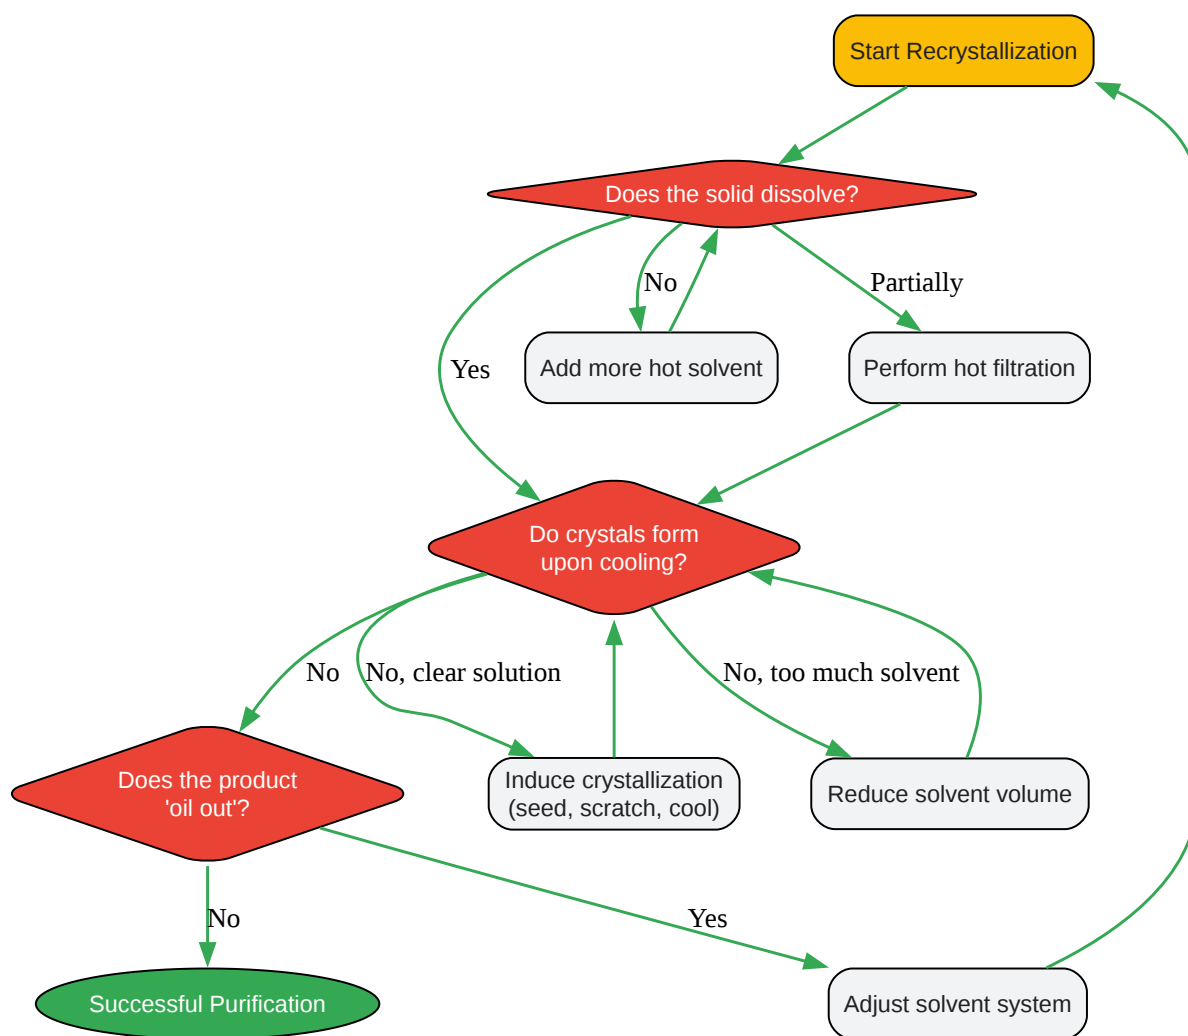 Start Recrystallization
Does the solid dissolve?
No
Partially
Yes
Add more hot solvent
Perform hot filtration
Do crystals form
upon cooling?
No
No, clear solution
No, too much solvent
Does the product
'oil out'?
Induce crystallization
(seed, scratch, cool)
Reduce solvent volume
No
Yes
Successful Purification
Adjust solvent system